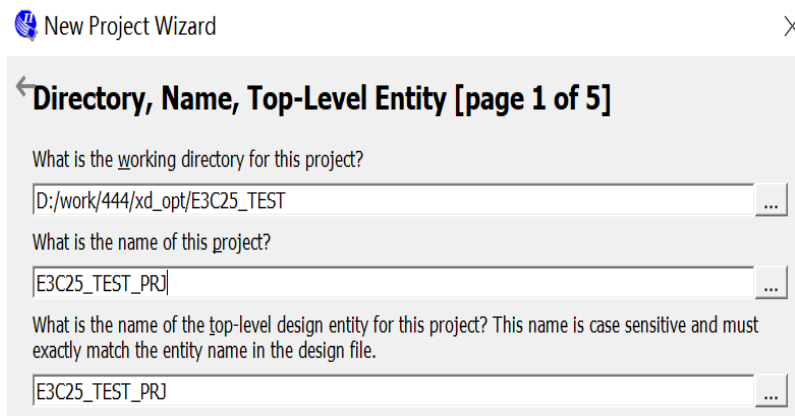 New Project Wizard
Directory, Name, Top-Level Entity [page 1 of 5]
What is the working directory for this project?
D:/work/444/xd_opt/E3C25_TEST
...
What is the name of this project?
E3C25_TEST_PRJ
...
What is the name of the top-level design entity for this project? This name is case sensitive and must
exactly match the entity name in the design file.
E3C25_TEST_PRJ
...